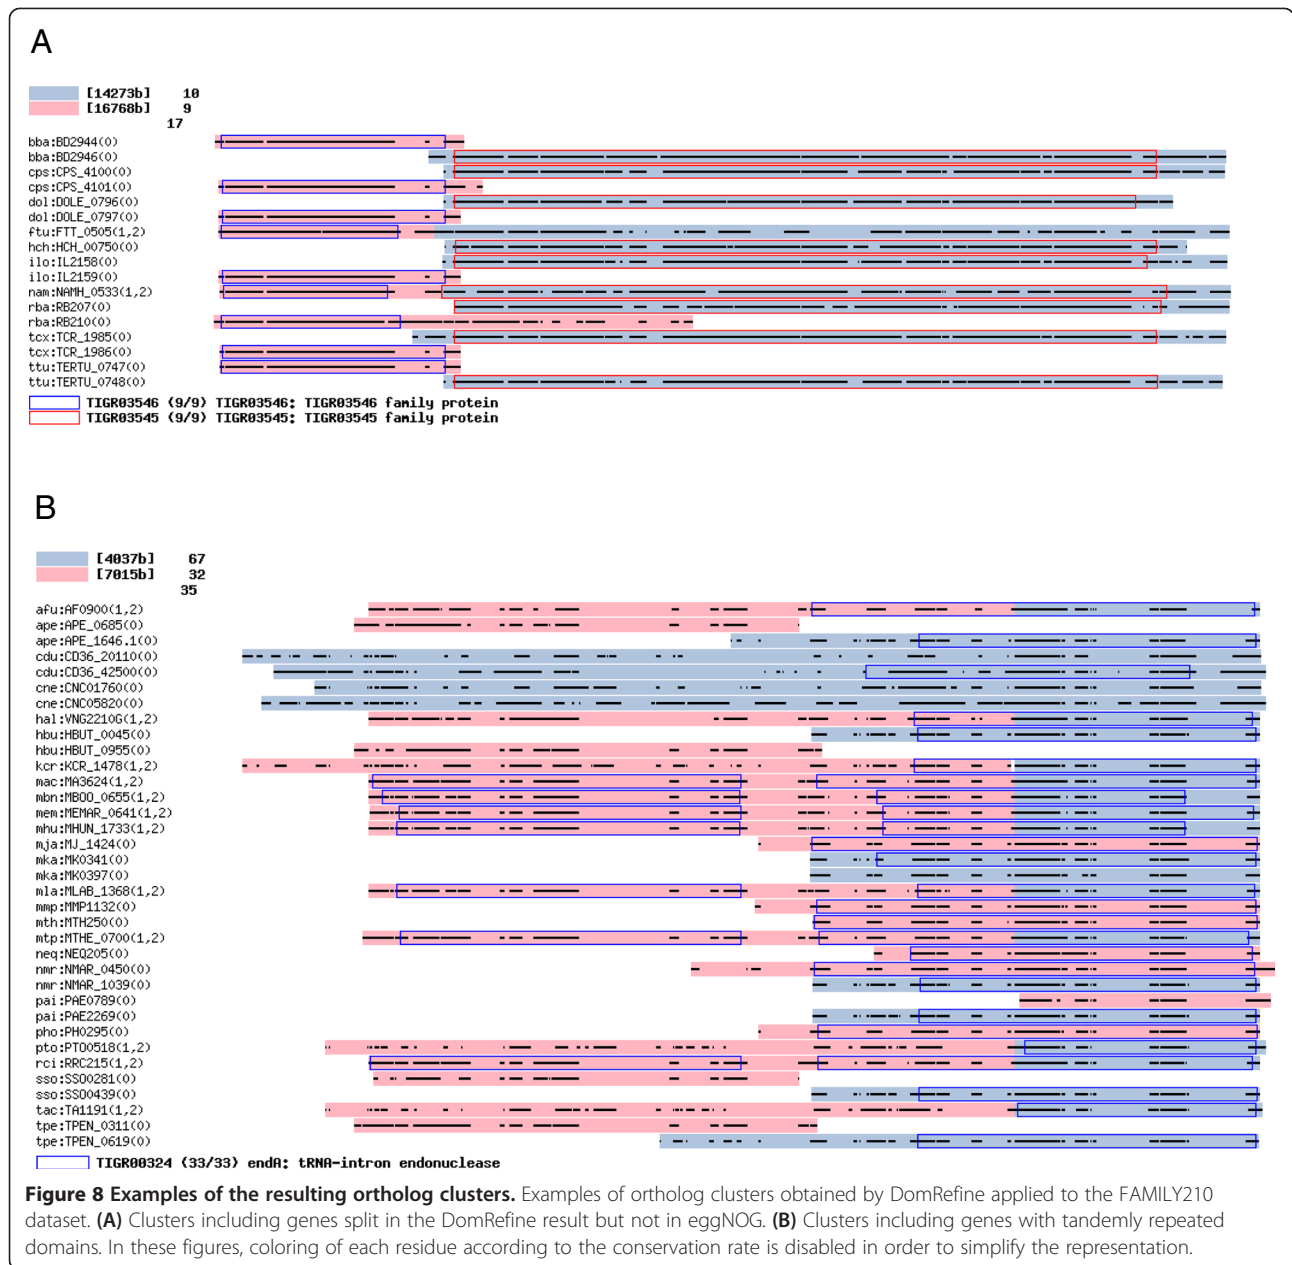 A
[14273b] 10
[16768b] 9
17
bba:BD2944(0)
bba:BD2946(0)
cps:CPS_4100(0)
cps:CPS_4101(0)
dol:DOLE_0796(0)
dol:DOLE_0797(0)
ftu:FTT_0505(1,2)
hch:HCH_00750(0)
ilo:IL2158(0)
ilo:IL2159(0)
nam:NAMH_0533(1,2)
rba:RB207(0)
rba:RB210(0)
tcx:TCR_1985(0)
tcx:TCR_1986(0)
ttu:TERTU_0747(0)
ttu:TERTU_0748(0)
TIGR03546 (9/9) TIGR03546: TIGR03546 family protein
TIGR03545 (9/9) TIGR03545: TIGR03545 family protein
B
[4037b] 67
[7015b] 32
35
afu:AF0900(1,2)
ape:APE_0685(0)
ape:APE_1646.1(0)
cdu:CD36_20110(0)
cdu:CD36_42500(0)
cne:CNC01760(0)
cne:CNC05820(0)
hal:VNG2210G(1,2)
hbu:HBUT_0045(0)
hbu:HBUT_0955(0)
kcr:KCR_1478(1,2)
mac:MA3624(1,2)
mbn:MBOO_0655(1,2)
mem:MEMAR_0641(1,2)
mhu:MHUN_1733(1,2)
mja:MJ_1424(0)
mka:MK0341(0)
mka:MK0397(0)
mla:MLAB_1368(1,2)
mmp:MMP1132(0)
mth:MTH250(0)
mtp:MTHE_0700(1,2)
neq:NEQ205(0)
nmr:NMAR_0450(0)
nmr:NMAR_1039(0)
pai:PAE0789(0)
pai:PAE2269(0)
pho:PH0295(0)
pto:PTO0518(1,2)
rci:RRC215(1,2)
sso:SSO0281(0)
sso:SSO0439(0)
tac:TA1191(1,2)
tpe:TPEN_0311(0)
tpe:TPEN_0619(0)
TIGR00324 (33/33) endA: tRNA-intron endonuclease
Figure 8 Examples of the resulting ortholog clusters. Examples of ortholog clusters obtained by DomRefine applied to the FAMILY210
dataset. (A) Clusters including genes split in the DomRefine result but not in eggNOG. (B) Clusters including genes with tandemly repeated
domains. In these figures, coloring of each residue according to the conservation rate is disabled in order to simplify the representation.